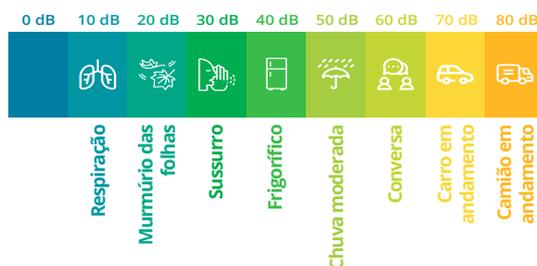 0 dB 10 dB 20 dB 30 dB 40 dB 50 dB 60 dB 70 dB 80 dB
Respiração
Murmúrio das
folhas
Sussurro
Frigorífico
chuva moderada
Conversa
Carro em
andamento
Camião em
andamento